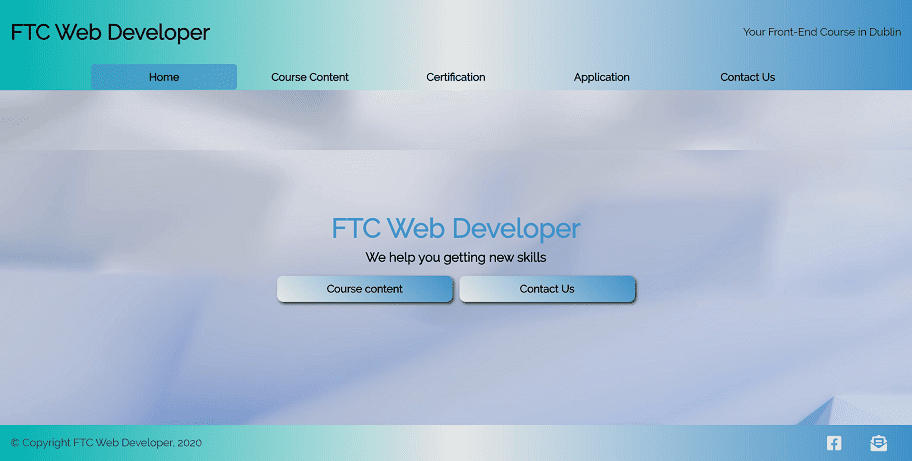 FTC Web Developer
Your Front-End Course in Dublin
Home Course Content Certification Application Contact Us
FTC Web Developer
We help you getting new skills
Course content Contact Us
© Copyright FTC Web Developer, 2020